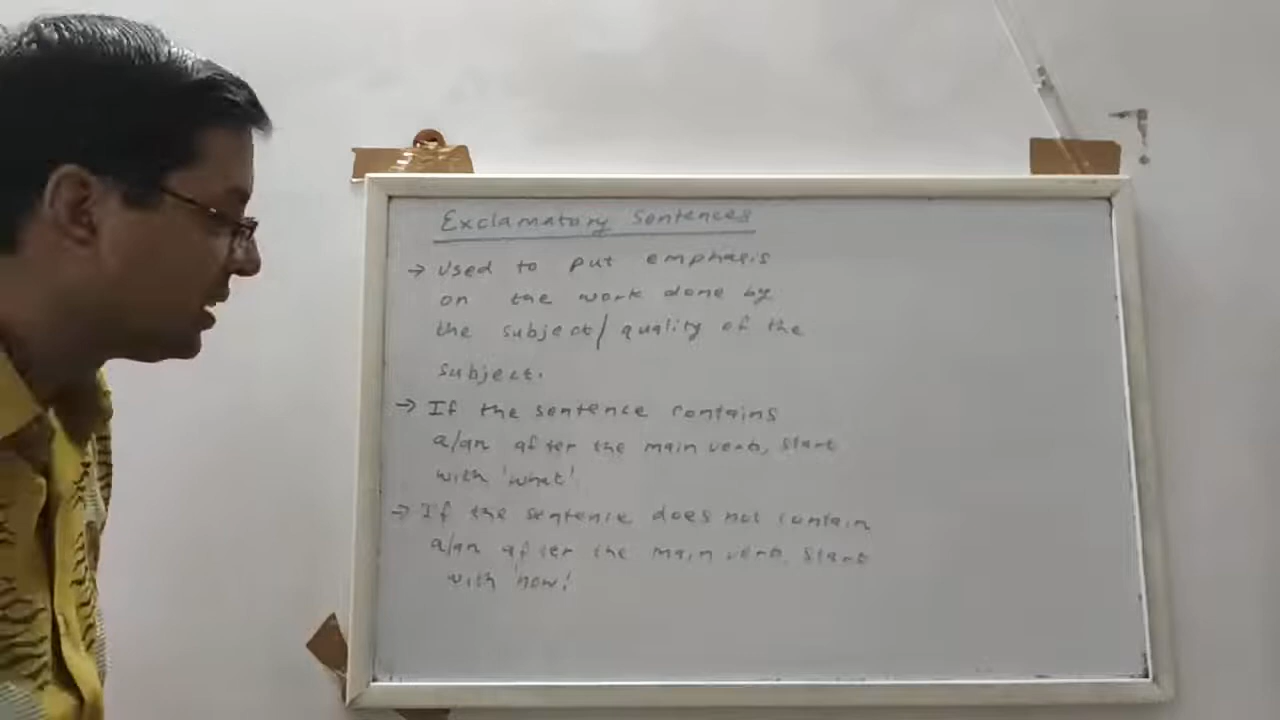 Exclamatory Sentences
→ Used to put emphasis
on the work done by
the subject/quality of the
subject.
→ If the sentence contains
a/an after the main verb, start
with 'what'
→ If the sentence does not contain
a/an after the main verb, start
with 'how'